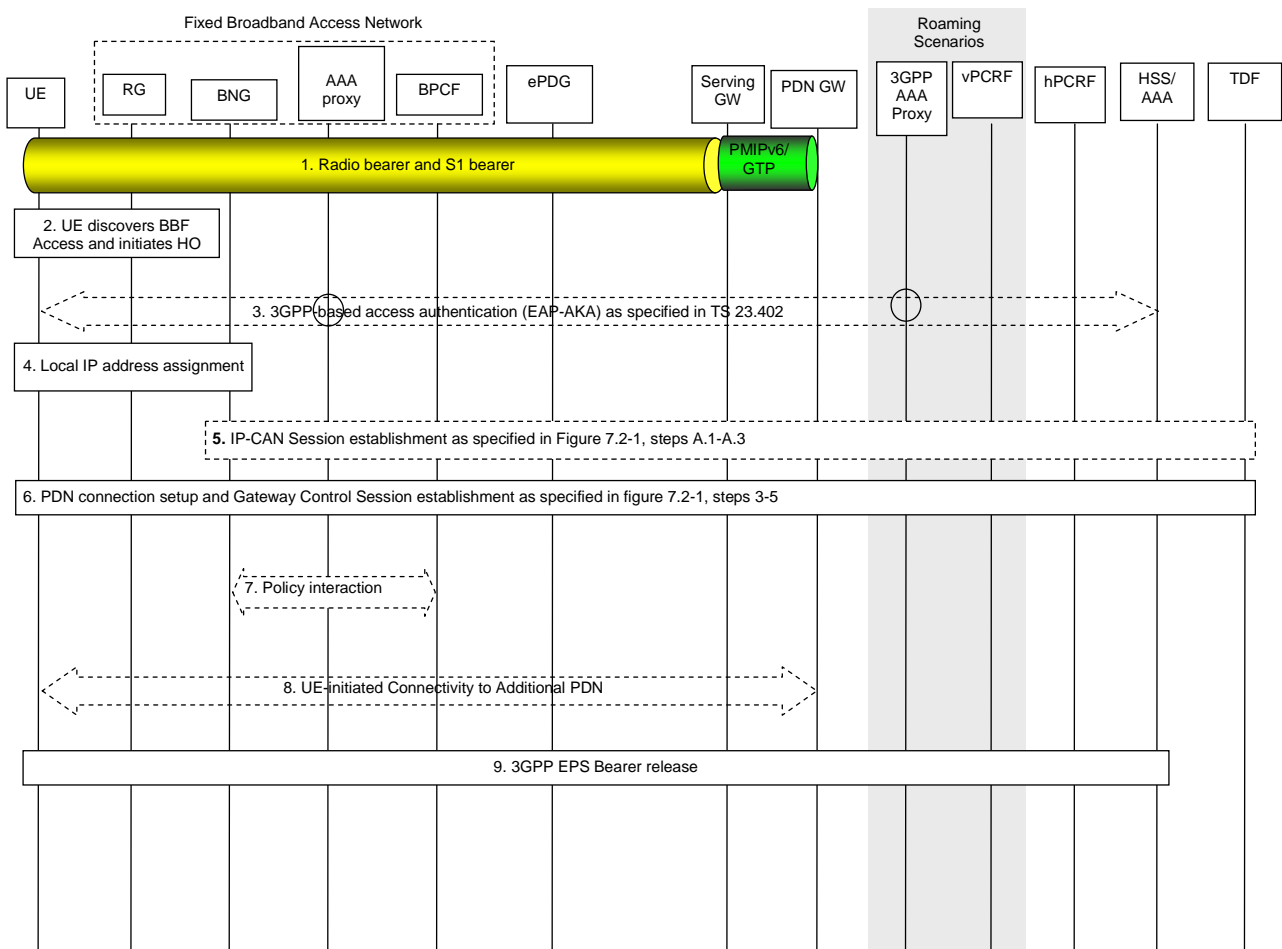 Fixed Broadband Access Network
Roaming
Scenarios
UE
RG
BNG
AAA
proxy
BPCF
ePDG
Serving
GW
PDN GW
3GPP
AAA
Proxy
vPCRF
hPCRF
HSS/
AAA
TDF
1. Radio bearer and S1 bearer
PMIPv6/
GTP
2. UE discovers BBF
Access and initiates HO
3. 3GPP-based access authentication (EAP-AKA) as specified in TS 23.402
4. Local IP address assignment
5. IP-CAN Session establishment as specified in Figure 7.2-1, steps A.1-A.3
6. PDN connection setup and Gateway Control Session establishment as specified in figure 7.2-1, steps 3-5
7. Policy interaction
8. UE-initiated Connectivity to Additional PDN
9. 3GPP EPS Bearer release